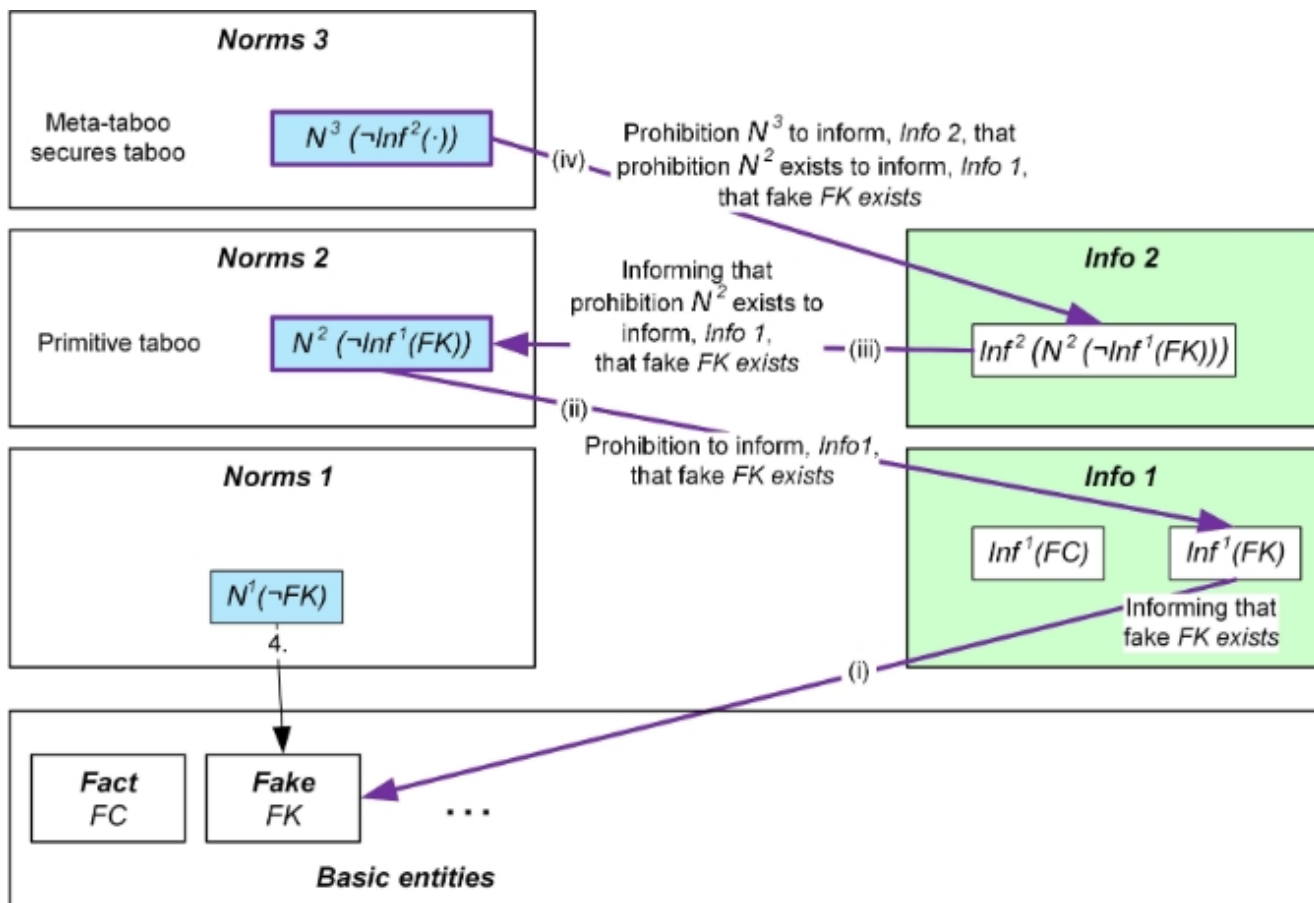 Norms 3
Meta-taboo
secures taboo
N³ (¬Inf²(·))
(iv)
Prohibition N³ to inform, Info 2, that
prohibition N² exists to inform, Info 1,
that fake FK exists
Norms 2
Primitive taboo
N² (¬Inf¹(FK))
(ii)
Informing that
prohibition N² exists to
inform, Info 1,
that fake FK exists
(iii)
Info 2
Inf² (N² (¬Inf¹(FK)))
Prohibition to inform, Info1,
that fake FK exists
Norms 1
N¹(¬FK)
4.
Info 1
Inf¹(FC)
Inf¹(FK)
Informing that
fake FK exists
(i)
Fact
FC
Fake
FK
...
Basic entities